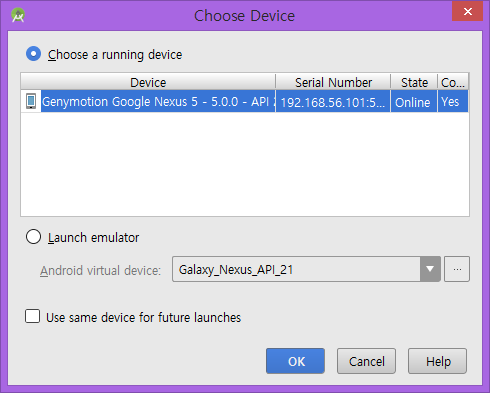 Choose Device
Choose a running device
Device Serial Number State Co...
Genymotion Google Nexus 5 - 5.0.0 - API 192.168.56.101:5... Online Yes
Launch emulator
Android virtual device: Galaxy_Nexus_API_21 ...
Use same device for future launches
OK Cancel Help